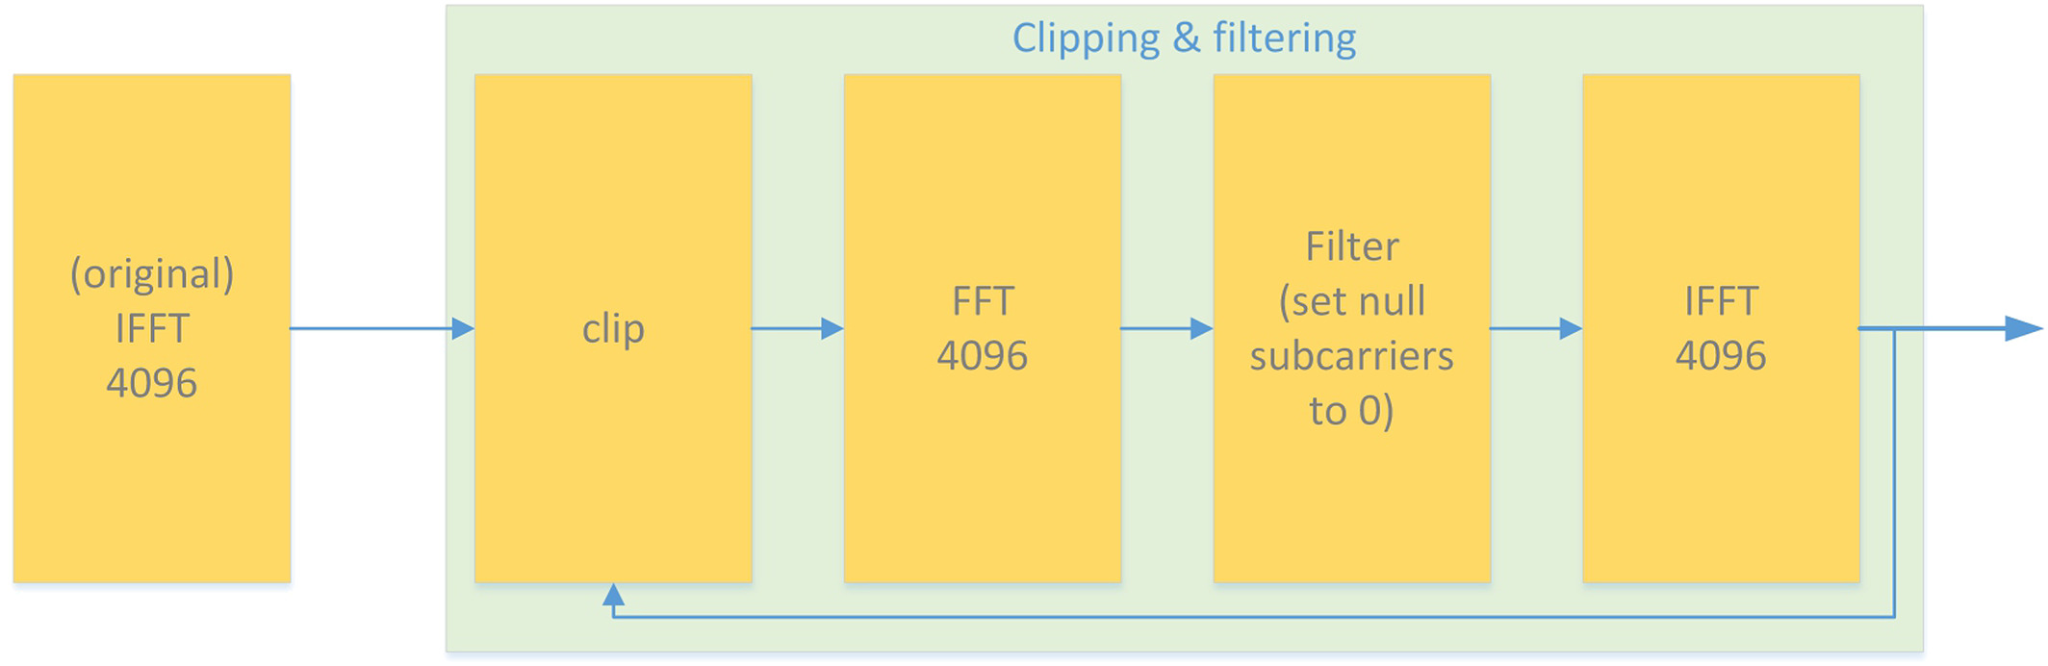 Clipping & filtering
(original)
IFFT
4096
clip
FFT
4096
Filter
(set null
subcarriers
to 0)
IFFT
4096